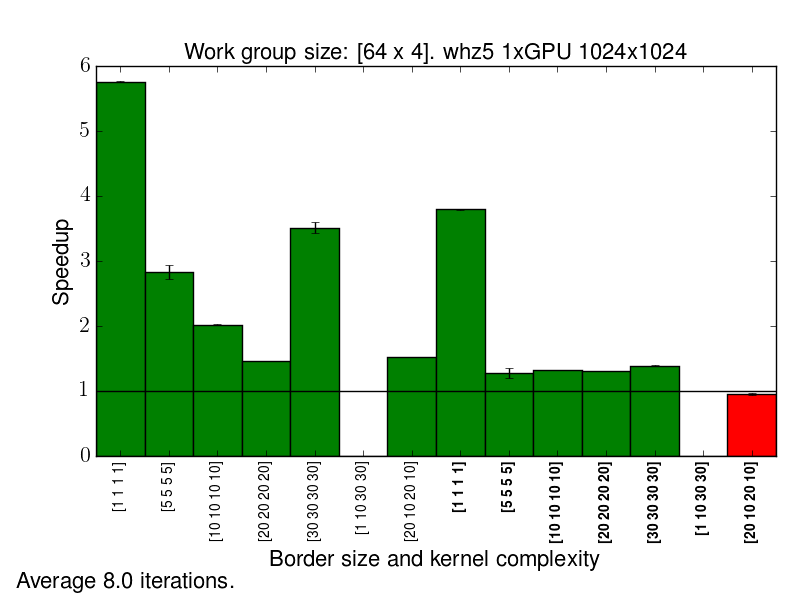 Work group size: [64 x 4]. whz5 1xGPU 1024x1024
6
5
4
3
2
1
0
Speedup
[1 1 1 1]
[5 5 5 5]
[10 10 10 10]
[20 20 20 20]
[30 30 30 30]
[1 10 30 30]
[20 10 20 10]
[1 1 1 1]
[5 5 5 5]
[10 10 10 10]
[20 20 20 20]
[30 30 30 30]
[1 10 30 30]
[20 10 20 10]
Border size and kernel complexity
Average 8.0 iterations.